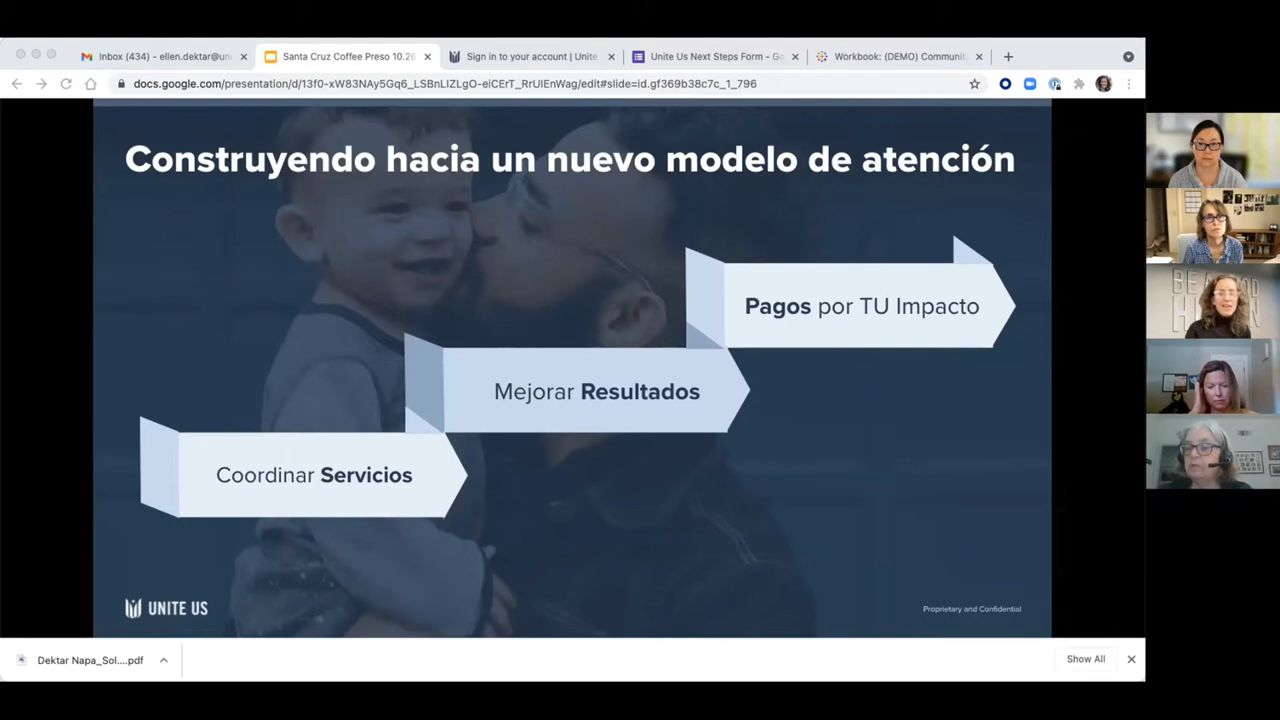 Inbox (434) - ellen.dektar@un
Santa Cruz Coffee Preso 10.26
Sign in to your account | Unite
Unite Us Next Steps Form - Go
Workbook: (DEMO) Communit
docs.google.com/presentation/d/13f0-xW83NAy5Gq6_LSBnLIZLgO-eiCErT_RrUlEnWag/edit#slide=id.gf369b38c7c_1_796
Construyendo hacia un nuevo modelo de atención
Pagos por TU Impacto
Mejorar Resultados
Coordinar Servicios
UNITE US
Proprietary and Confidential
Dektar Napa_Sol....pdf
Show All